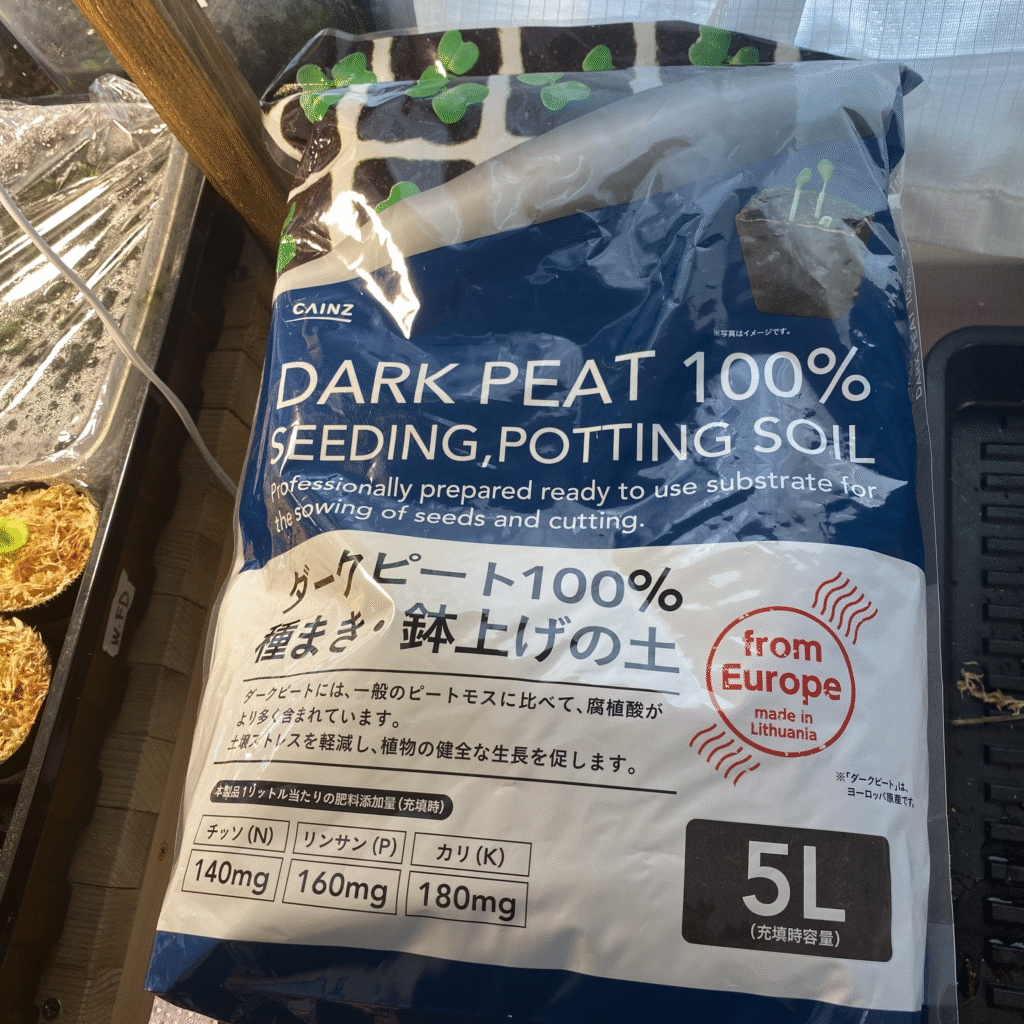 CAINZ
※写真はイメージです。
DARK PEAT 100%
SEEDING,POTTING SOIL
Professionally prepared ready to use substrate for
the sowing of seeds and cutting.
ダークピート100%
種まき・鉢上げの土
ダークピートには、一般のピートモスに比べて、腐植酸が
より多く含まれています。
土壌ストレスを軽減し、植物の健全な生長を促します。
from
Europe
made in
Lithuania
※「ダークピート」は、
ヨーロッパ原産です。
本製品1リットル当たりの肥料添加量(充填時)
チッソ(N) リンサン(P) カリ(K)
140mg 160mg 180mg
5L
(充填時容量)
W.FD